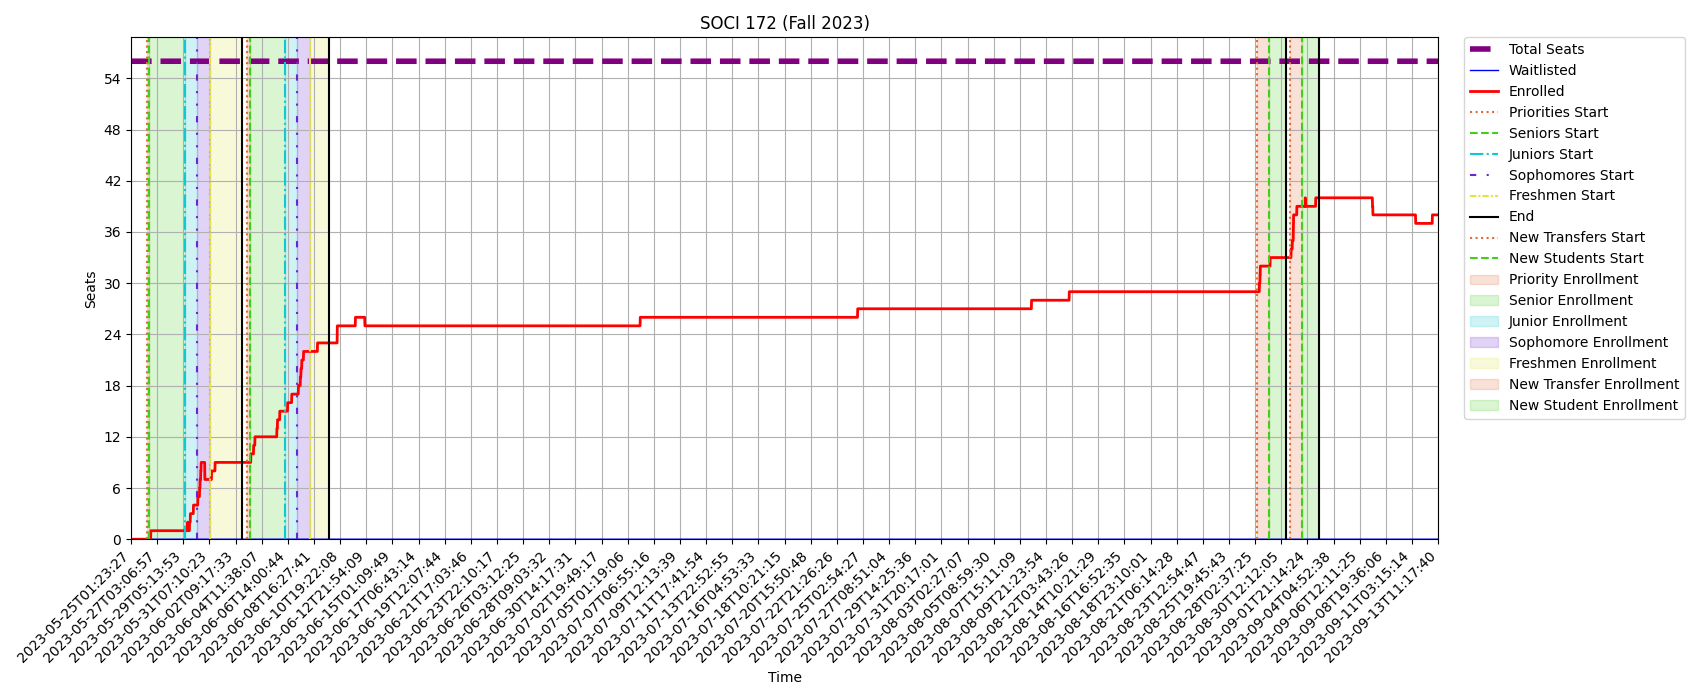 SOCI 172 (Fall 2023)
Seats
54
48
42
36
30
24
18
12
6
0
2023-05-25T01:23:27
2023-05-27T03:06:57
2023-05-29T05:13:53
2023-05-31T07:10:23
2023-06-02T09:17:33
2023-06-04T11:38:07
2023-06-06T14:00:44
2023-06-08T16:27:41
2023-06-10T19:22:08
2023-06-12T21:54:09
2023-06-15T01:09:49
2023-06-17T06:43:14
2023-06-19T12:07:44
2023-06-21T17:03:46
2023-06-23T22:10:17
2023-06-26T03:12:25
2023-06-28T09:03:32
2023-06-30T14:17:31
2023-07-02T19:49:17
2023-07-05T01:19:06
2023-07-07T06:55:16
2023-07-09T12:13:39
2023-07-11T17:41:54
2023-07-13T22:52:55
2023-07-16T04:53:33
2023-07-18T10:21:15
2023-07-20T15:50:48
2023-07-22T21:26:26
2023-07-25T02:54:27
2023-07-27T08:51:04
2023-07-29T14:25:36
2023-07-31T20:17:01
2023-08-03T02:27:07
2023-08-05T08:59:30
2023-08-07T15:11:09
2023-08-09T21:23:54
2023-08-12T03:43:26
2023-08-14T10:21:29
2023-08-16T16:52:35
2023-08-18T23:10:01
2023-08-21T06:14:28
2023-08-23T12:54:47
2023-08-25T19:45:43
2023-08-28T02:37:25
2023-08-30T12:12:05
2023-09-01T21:14:24
2023-09-04T04:52:38
2023-09-06T12:11:25
2023-09-08T19:36:06
2023-09-11T03:15:14
2023-09-13T11:17:40
Time
Total Seats
Waitlisted
Enrolled
Priorities Start
Seniors Start
Juniors Start
Sophomores Start
Freshmen Start
End
New Transfers Start
New Students Start
Priority Enrollment
Senior Enrollment
Junior Enrollment
Sophomore Enrollment
Freshmen Enrollment
New Transfer Enrollment
New Student Enrollment